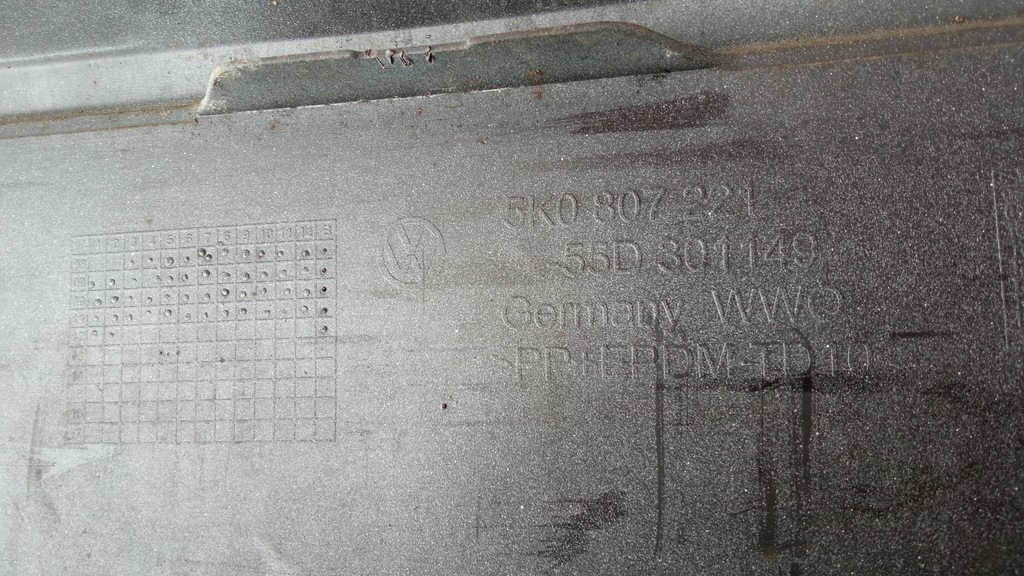 5K0 807 221
55D 301149
Germany WWO
>PP+EPDM-TD10